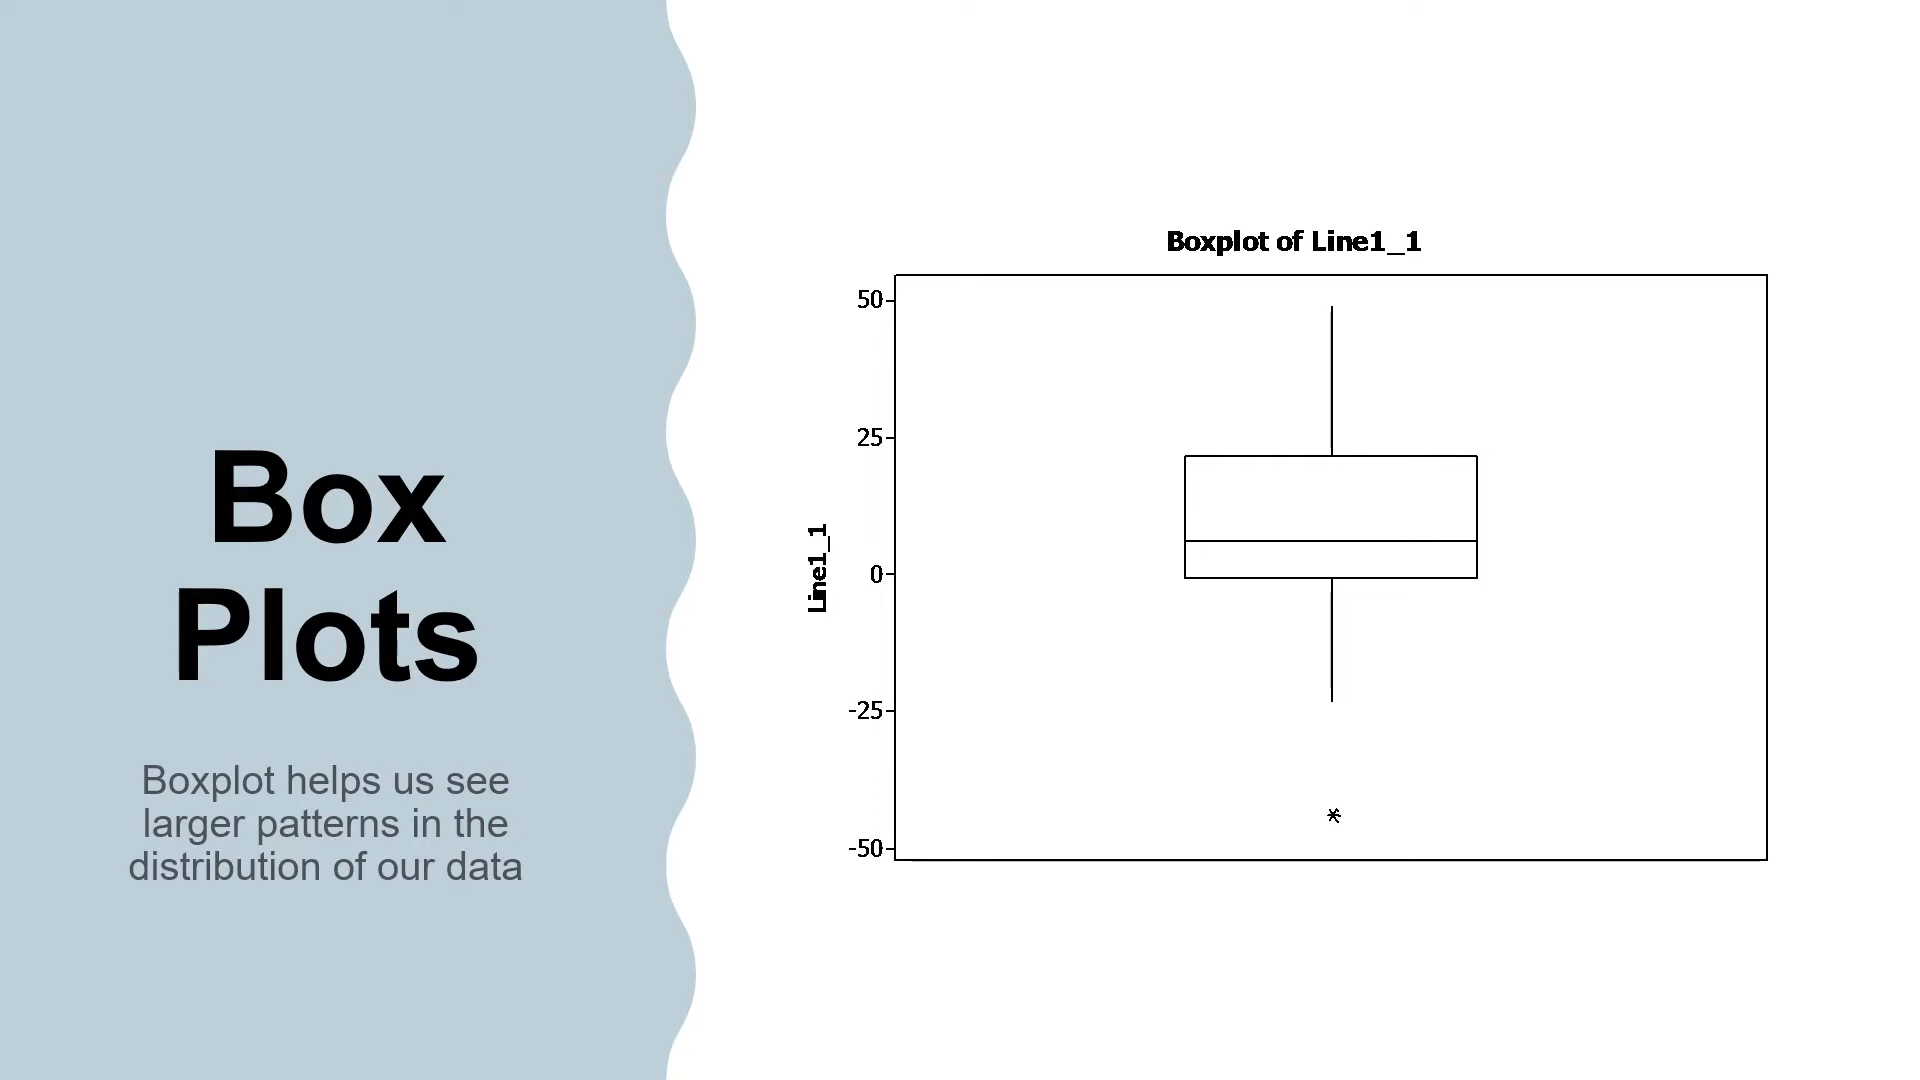 Box
Plots
Boxplot helps us see
larger patterns in the
distribution of our data
Boxplot of Line1_1
50
25
0
-25
-50
Line1_1
*